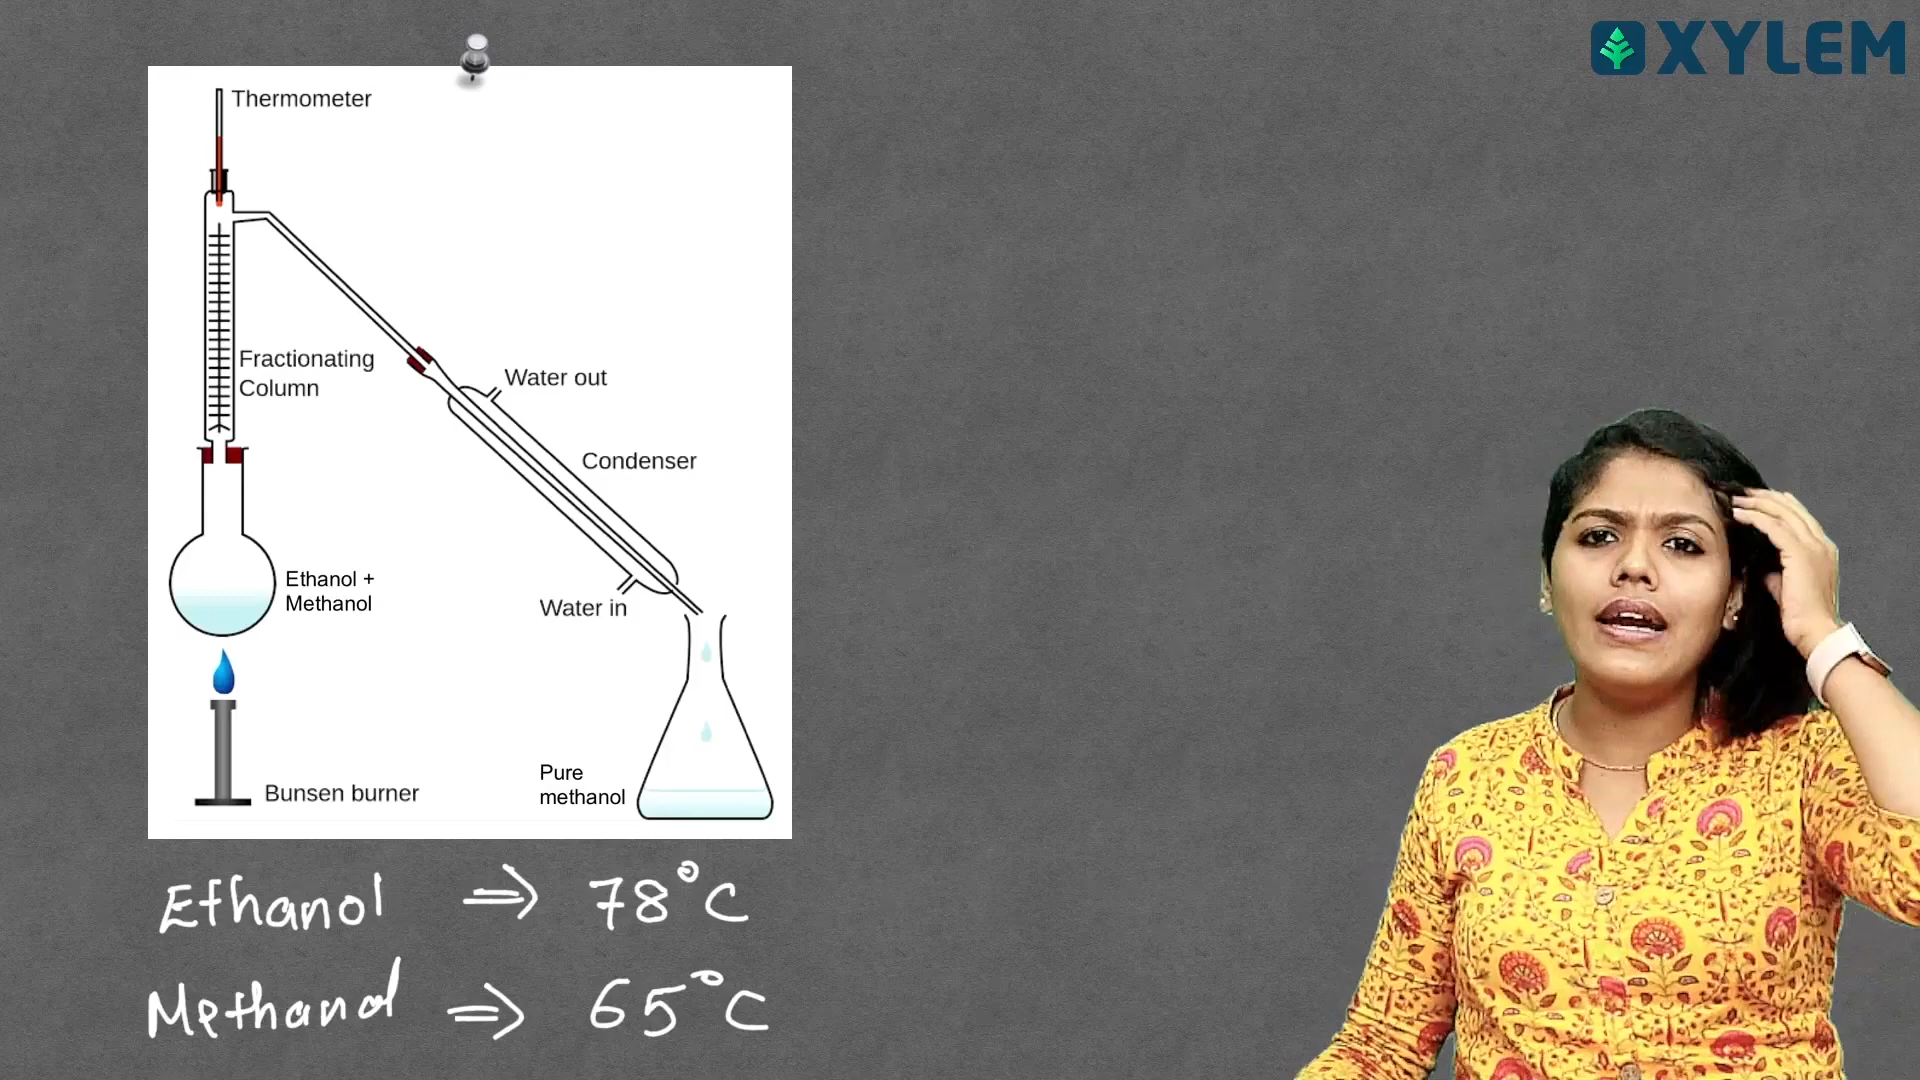 XYLEM
Thermometer
Fractionating
Column
Water out
Condenser
Ethanol +
Methanol
Water in
Pure
methanol
Bunsen burner
Ethanol ⇒ 78°C
Methanol ⇒ 65°C